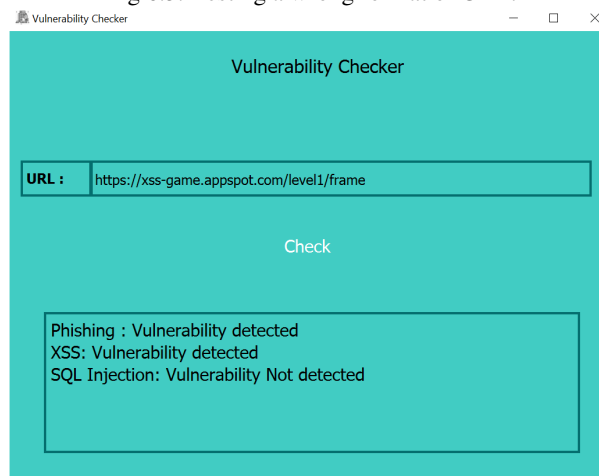 Vulnerability Checker
Vulnerability Checker
URL :
https://xss-game.appspot.com/level1/frame
Check
Phishing : Vulnerability detected
XSS: Vulnerability detected
SQL Injection: Vulnerability Not detected